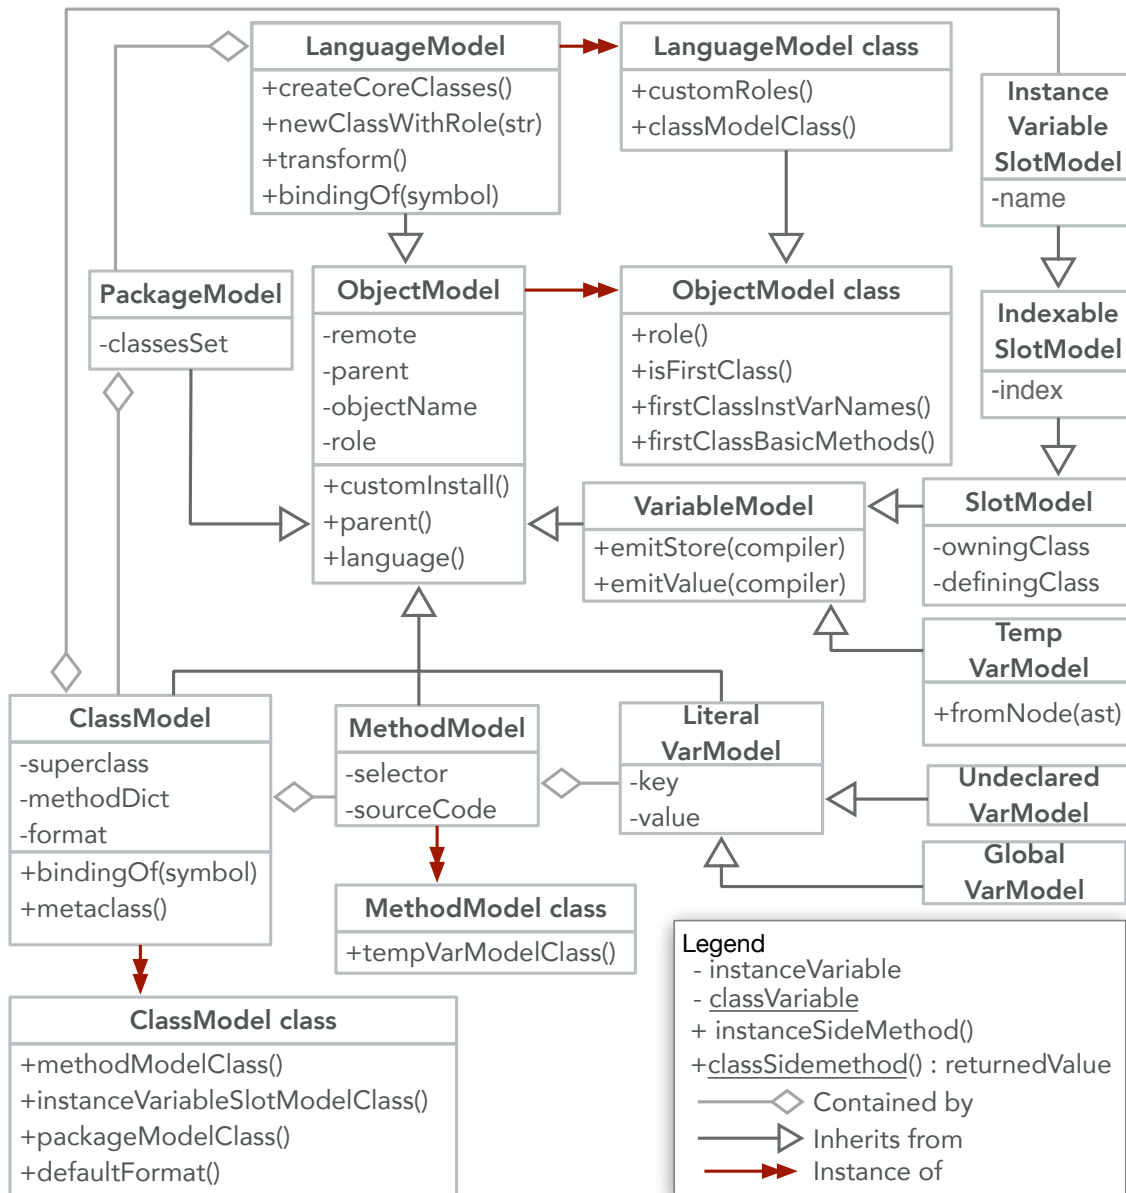 LanguageModel
+createCoreClasses()
+newClassWithRole(str)
+transform()
+bindingOf(symbol)
LanguageModel class
+customRoles()
+classModelClass()
Instance
Variable
SlotModel
-name
PackageModel
-classesSet
ObjectModel
-remote
-parent
-objectName
-role
+customInstall()
+parent()
+language()
ObjectModel class
+role()
+isFirstClass()
+firstClassInstVarNames()
+firstClassBasicMethods()
Indexable
SlotModel
-index
VariableModel
+emitStore(compiler)
+emitValue(compiler)
SlotModel
-owningClass
-definingClass
Temp
VarModel
+fromNode(ast)
ClassModel
-superclass
-methodDict
-format
+bindingOf(symbol)
+metaclass()
MethodModel
-selector
-sourceCode
Literal
VarModel
-key
-value
Undeclared
VarModel
Global
VarModel
MethodModel class
+tempVarModelClass()
ClassModel class
+methodModelClass()
+instanceVariableSlotModelClass()
+packageModelClass()
+defaultFormat()
Legend
- instanceVariable
- classVariable
+ instanceSideMethod()
+classSidemethod() : returnedValue
Contained by
Inherits from
Instance of